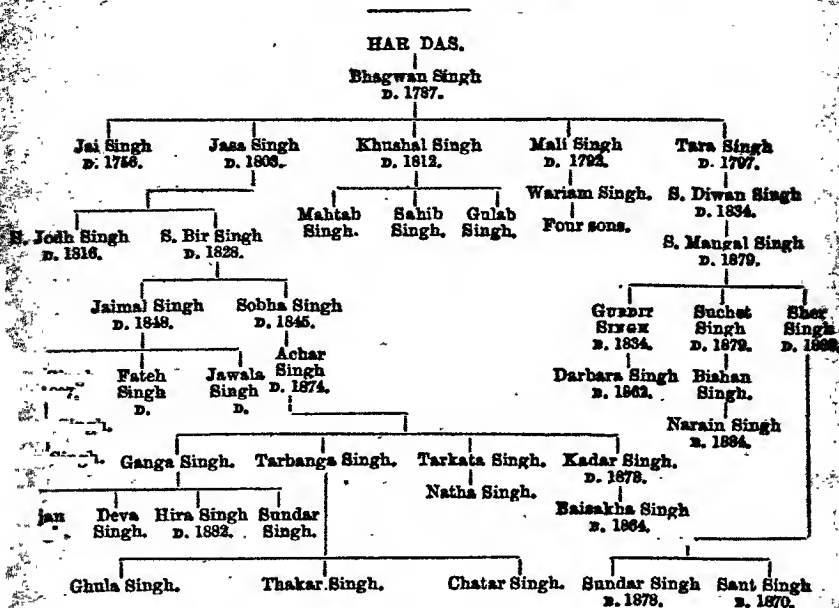 HAR DAS.
Bhagwan Singh
D. 1787.
Jai Singh Jasa Singh Khushal Singh Mali Singh Tara Singh
D. 1756. D. 1803. D. 1812. D. 1792. D. 1797.
Wariam Singh. S. Diwan Singh
D. 1834.
Mahtab Sahib Gulab
Singh. Singh. Singh.
Four sons.
S. Jodh Singh S. Bir Singh
D. 1816. D. 1828.
S. Mangal Singh
D. 1879.
Jaimal Singh Sobha Singh
D. 1848. D. 1845.
GURDIT Suchet Sher
SINGH Singh Singh
B. 1834. D. 1879. D.
Fateh Jawala Achar
Singh Singh Singh
D. D. D. 1874.
Darbara Singh Bishan
B. 1862. Singh.
Narain Singh
B. 1884.
Ganga Singh. Tarbanga Singh. Tarkata Singh. Kadar Singh.
D. 1878.
Natha Singh.
Baisakha Singh
B. 1864.
jan Deva Hira Singh Sundar
Singh. D. 1882. Singh.
Ghula Singh. Thakar Singh. Chatar Singh. Sundar Singh Sant Singh
B. 1878. B. 1870.